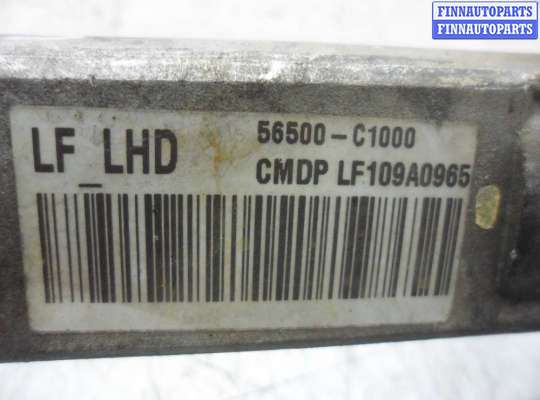 FINNAUTOPARTS
FINNAUTOPARTS
LF_LHD
56500-C1000
CMDP LF109A0965